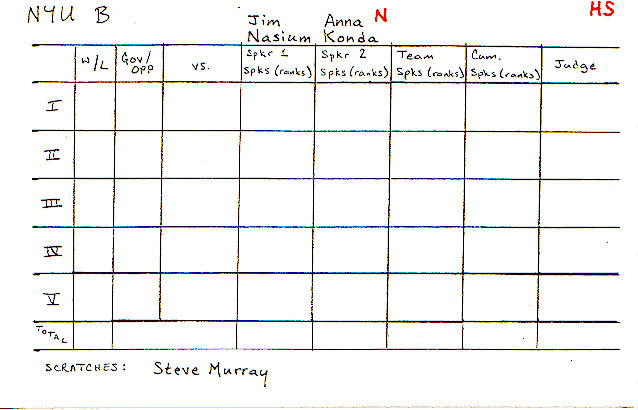 NYU B
Jim Nasium
Anna Konda
N
HS
W/L
Gov/OPP
vs.
Spkr 1
Spks (ranks)
Spkr 2
Spks (ranks)
Team
Spks (ranks)
Cum.
Spks (ranks)
Judge
I
II
III
IV
V
TOTAL
SCRATCHES: Steve Murray